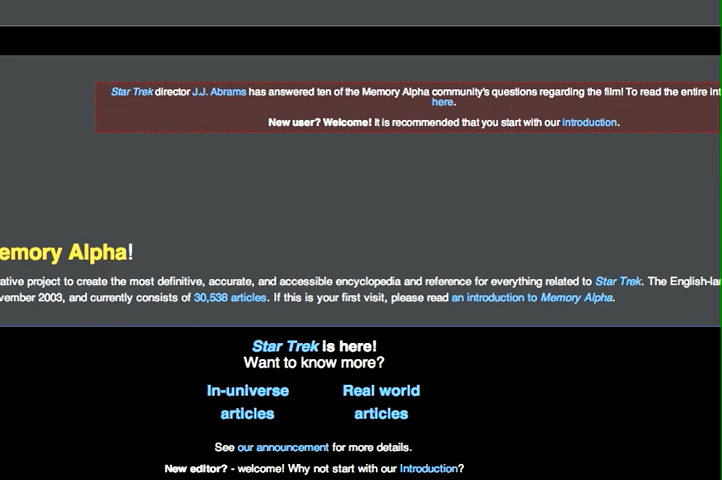 Star Trek director J.J. Abrams has answered ten of the Memory Alpha community's questions regarding the film! To read the entire
here.
New user? Welcome! It is recommended that you start with our introduction.
emory Alpha!
rative project to create the most definitive, accurate, and accessible encyclopedia and reference for everything related to Star Trek. The English-la
vember 2003, and currently consists of 30,538 articles. If this is your first visit, please read an introduction to Memory Alpha.
Star Trek is here!
Want to know more?
In-universe Real world
articles articles
See our announcement for more details.
New editor? - welcome! Why not start with our Introduction?